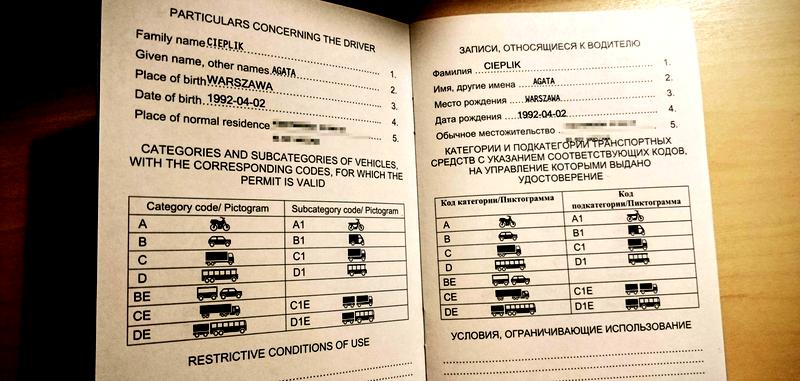 PARTICULARS CONCERNING THE DRIVER
Family name CIEPLIK 1.
Given name, other names AGATA 2.
Place of birth WARSZAWA 3.
Date of birth 1992-04-02 4.
Place of normal residence 5.
CATEGORIES AND SUBCATEGORIES OF VEHICLES,
WITH THE CORRESPONDING CODES, FOR WHICH THE
PERMIT IS VALID
Category code/ Pictogram Subcategory code/ Pictogram
A A1
B B1
C C1
D D1
BE
CE C1E
DE D1E
RESTRICTIVE CONDITIONS OF USE
ЗАПИСИ, ОТНОСЯЩИЕСЯ К ВОДИТЕЛЮ
Фамилия CIEPLIK 1.
Имя, другие имена AGATA 2.
Место рождения WARSZAWA 3.
Дата рождения 1992-04-02 4.
Обычное местожительство 5.
КАТЕГОРИИ И ПОДКАТЕГОРИИ ТРАНСПОРТНЫХ
СРЕДСТВ С УКАЗАНИЕМ СООТВЕТСТВУЮЩИХ КОДОВ,
НА УПРАВЛЕНИЕ КОТОРЫМИ ВЫДАНО
УДОСТОВЕРЕНИЕ
Код категории/Пиктограмма Код
подкатегории/Пиктограмма
A A1
B B1
C C1
D D1
BE
CE C1E
DE D1E
УСЛОВИЯ, ОГРАНИЧИВАЮЩИЕ ИСПОЛЬЗОВАНИЕ